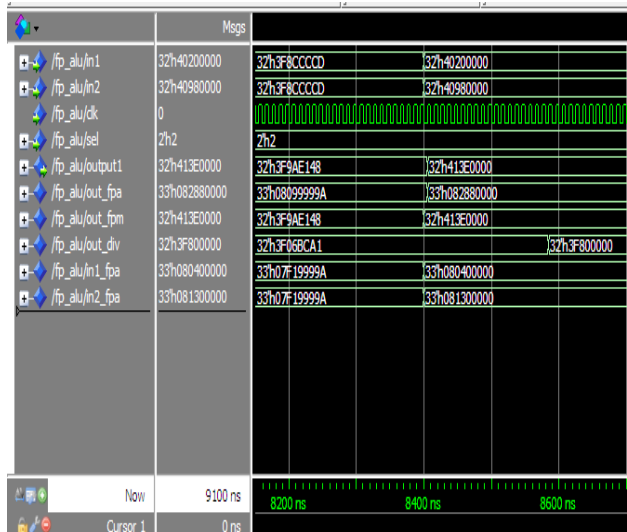 Msgs
/fp_alu/in1 32'h40200000 32'h3F8CCCCD 32'h40200000
/fp_alu/in2 32'h40980000 32'h3F8CCCCD 32'h40980000
/fp_alu/clk 0
/fp_alu/sel 2'h2 2'h2
/fp_alu/output1 32'h413E0000 32'h3F9AE148 32'h413E0000
/fp_alu/out_fpa 33'h082880000 33'h08099999A 33'h082880000
/fp_alu/out_fpm 32'h413E0000 32'h3F9AE148 32'h413E0000
/fp_alu/out_div 32'h3F800000 32'h3F06BCA1 32'h3F800000
/fp_alu/in1_fpa 33'h080400000 33'h07F19999A 33'h080400000
/fp_alu/in2_fpa 33'h081300000 33'h07F19999A 33'h081300000
Now 9100 ns 8200 ns 8400 ns 8600 ns
Cursor 1 0 ns